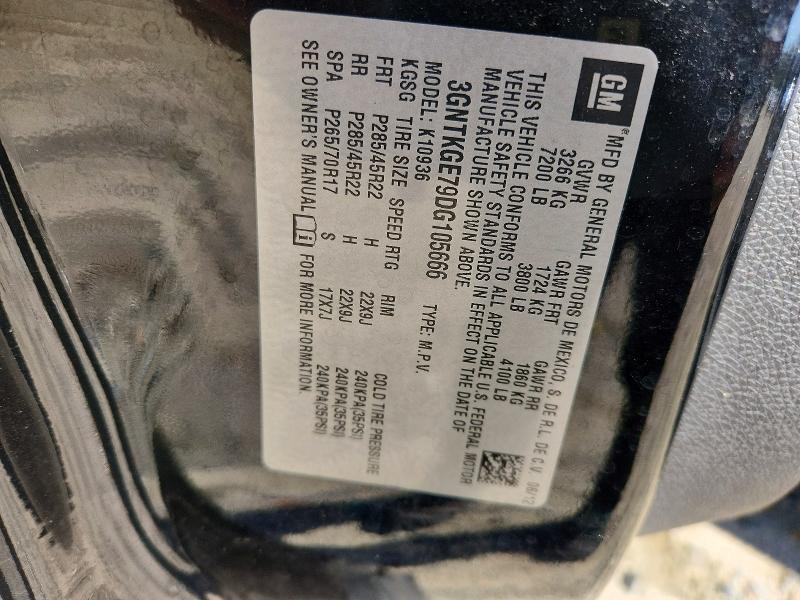 GM® MFD BY GENERAL MOTORS DE MEXICO, S. DE R.L. DE C.V. 06/12
GVWR GAWR FRT GAWR RR
3266 KG 1724 KG 1860 KG
7200 LB 3800 LB 4100 LB
THIS VEHICLE CONFORMS TO ALL APPLICABLE U.S. FEDERAL MOTOR
VEHICLE SAFETY STANDARDS IN EFFECT ON THE DATE OF
MANUFACTURE SHOWN ABOVE.
3GNTKGE79DG105666 TYPE: M.P.V.
MODEL: K10936
KGSG TIRE SIZE SPEED RTG RIM COLD TIRE PRESSURE
FRT P285/45R22 H 22X9J 240KPA(35PSI)
RR P285/45R22 H 22X9J 240KPA(35PSI)
SPA P265/70R17 S 17X7J 240KPA(35PSI)
SEE OWNER'S MANUAL FOR MORE INFORMATION.